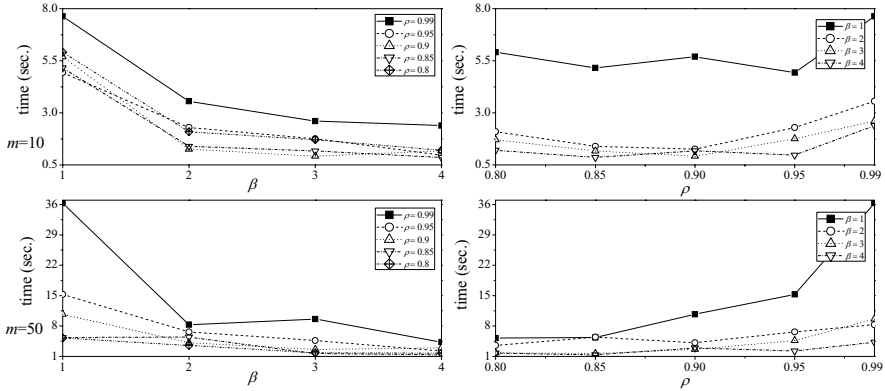 8.0
5.5
3.0
0.5
time (sec.)
m=10
1
2
3
4
β
ρ= 0.99
ρ= 0.95
ρ= 0.9
ρ= 0.85
ρ= 0.8
8.0
5.5
3.0
0.5
time (sec.)
0.80
0.85
0.90
0.95
0.99
ρ
β= 1
β= 2
β= 3
β= 4
36
29
22
15
8
1
time (sec.)
m=50
1
2
3
4
β
ρ= 0.99
ρ= 0.95
ρ= 0.9
ρ= 0.85
ρ= 0.8
36
29
22
15
8
1
time (sec.)
0.80
0.85
0.90
0.95
0.99
ρ
β= 1
β= 2
β= 3
β= 4